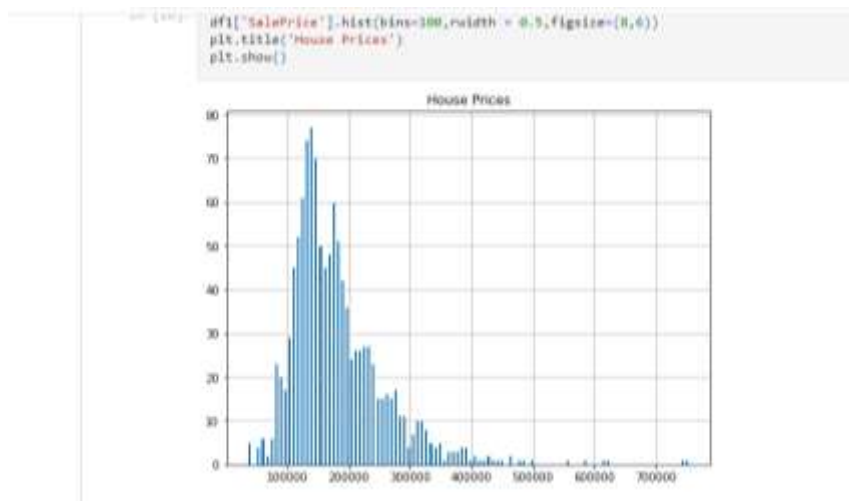 df1['SalePrice'].hist(bins=100,rwidth = 0.5,figsize=(8,6))
plt.title('House Prices')
plt.show()
House Prices
80
70
60
50
40
30
20
10
0
100000 200000 300000 400000 500000 600000 700000